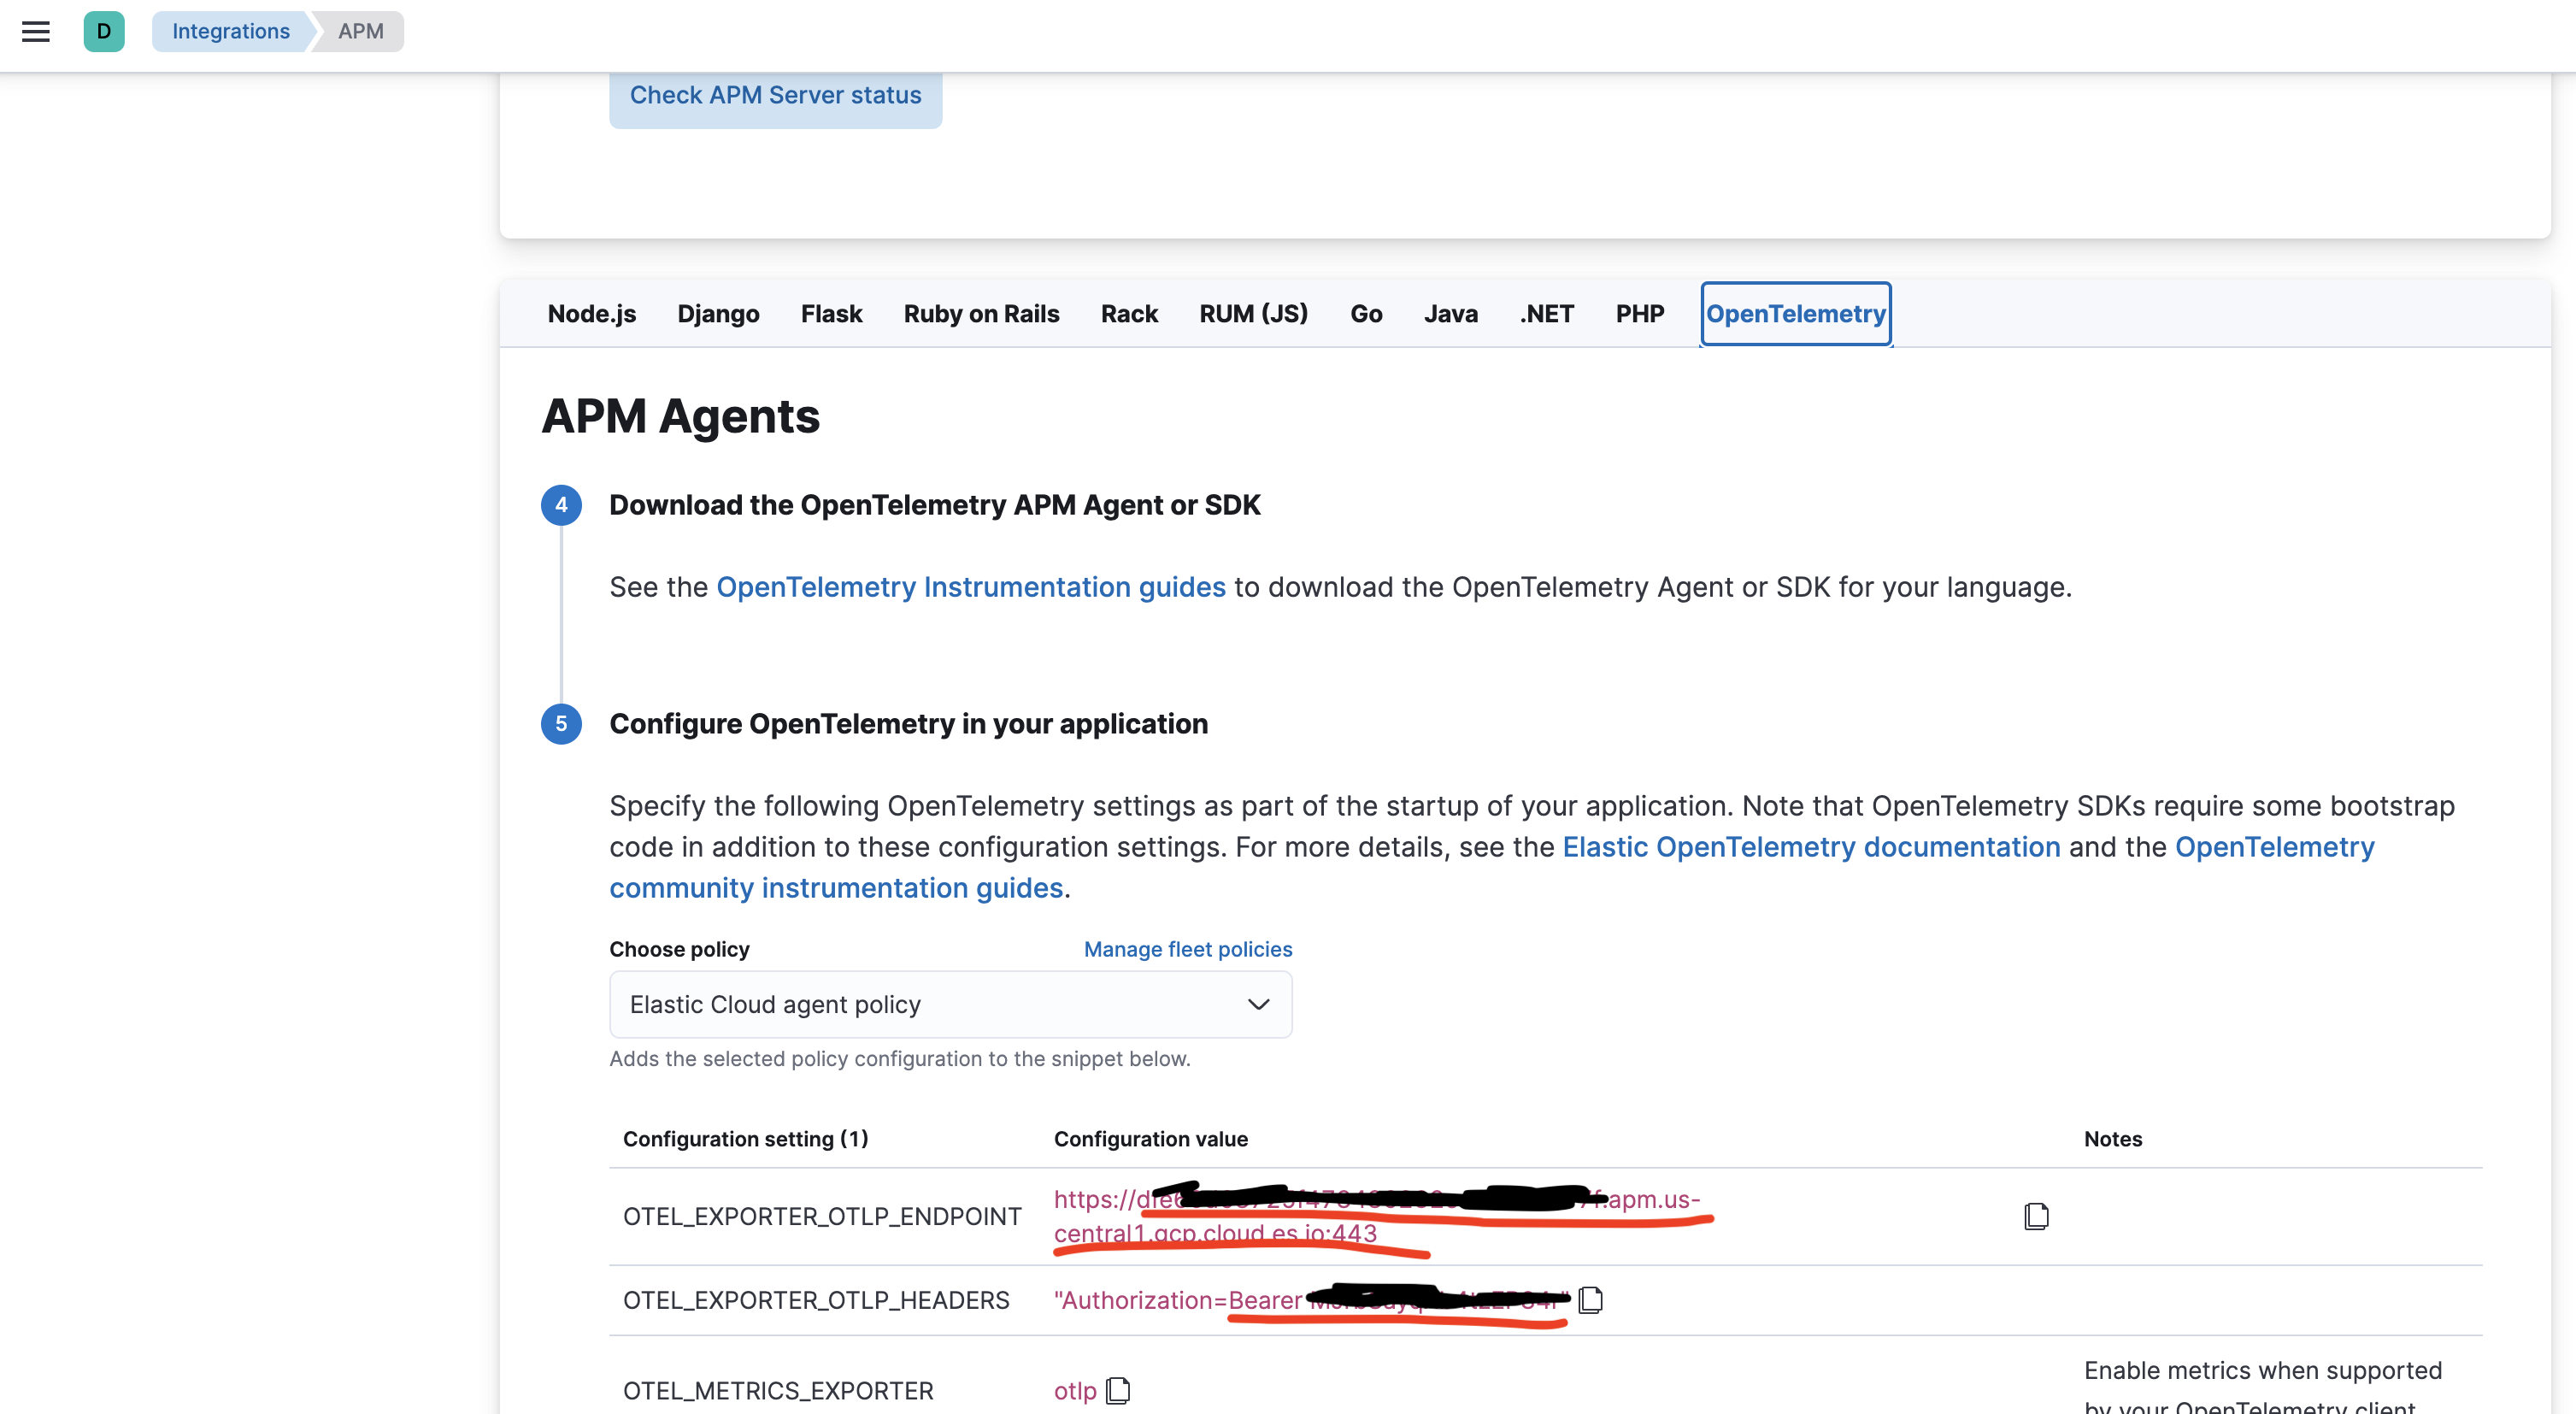 D Integrations APM
Check APM Server status
Node.js Django Flask Ruby on Rails Rack RUM (JS) Go Java .NET PHP OpenTelemetry
APM Agents
4 Download the OpenTelemetry APM Agent or SDK
See the OpenTelemetry Instrumentation guides to download the OpenTelemetry Agent or SDK for your language.
5 Configure OpenTelemetry in your application
Specify the following OpenTelemetry settings as part of the startup of your application. Note that OpenTelemetry SDKs require some bootstrap
code in addition to these configuration settings. For more details, see the Elastic OpenTelemetry documentation and the OpenTelemetry
community instrumentation guides.
Choose policy Manage fleet policies
Elastic Cloud agent policy
Adds the selected policy configuration to the snippet below.
Configuration setting (1) Configuration value Notes
OTEL_EXPORTER_OTLP_ENDPOINT https:// .apm.us-
central1.gcp.cloud.es.io:443
OTEL_EXPORTER_OTLP_HEADERS "Authorization=Bearer
OTEL_METRICS_EXPORTER otlp Enable metrics when supported
by your OpenTelemetry client